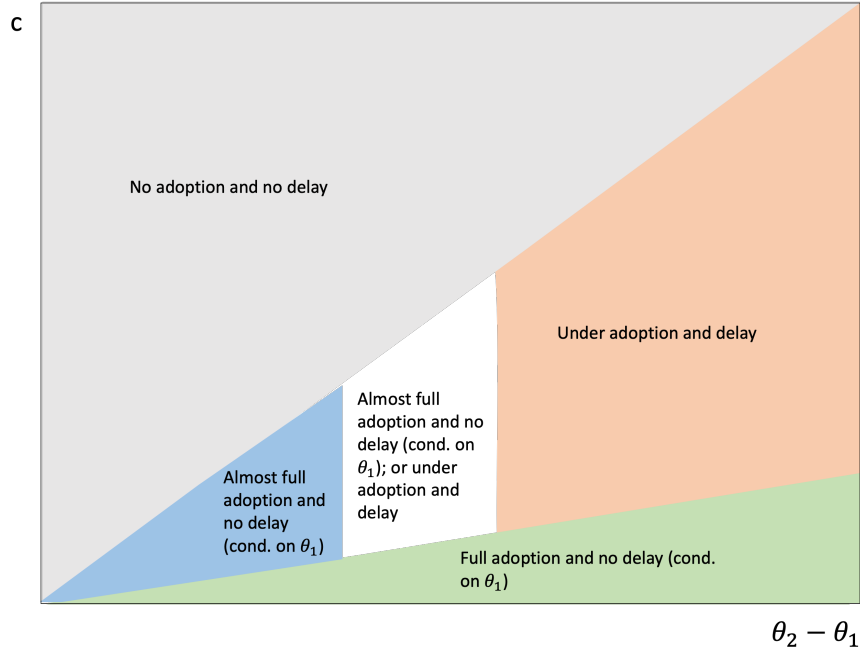 c
No adoption and no delay
Under adoption and delay
Almost full
adoption and no
delay (cond. on
θ₁); or under
adoption and
delay
Almost full
adoption and
no delay
(cond. on θ₁)
Full adoption and no delay (cond.
on θ₁)
θ₂ − θ₁